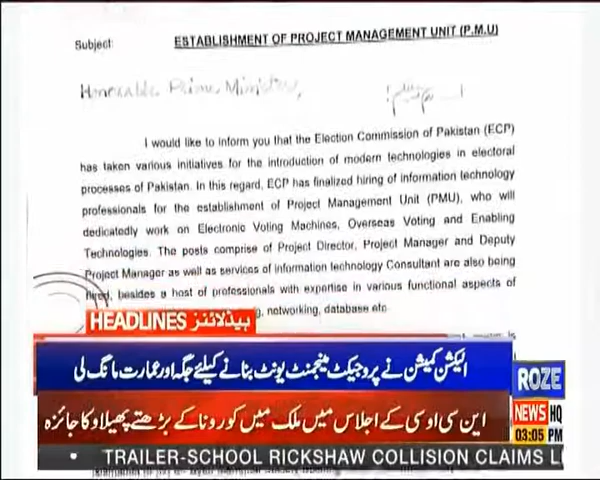 Subject:
ESTABLISHMENT OF PROJECT MANAGEMENT UNIT (P.M.U)
Honorable Prime Minister,
I would like to inform you that the Election Commission of Pakistan (ECP)
has taken various initiatives for the introduction of modern technologies in electoral
processes of Pakistan. In this regard, ECP has finalized hiring of information technology
professionals for the establishment of Project Management Unit (PMU), who will
dedicatedly work on Electronic Voting Machines, Overseas Voting and Enabling
Technologies. The posts comprise of Project Director, Project Manager and Deputy
Project Manager as well as services of information technology Consultant are also being
hired, besides a host of professionals with expertise in various functional aspects of
networking, database etc
HEADLINES ہیڈلائنز
الیکشن کمیشن نے پروجیکٹ مینجمنٹ یونٹ بنانے کیلئے جگہ اور عمارت مانگ لی
ROZE
این سی او سی کے اجلاس میں ملک میں کورونا کے بڑھتے پھیلاو کا جائزہ
NEWS HQ
03:05 PM
• TRAILER-SCHOOL RICKSHAW COLLISION CLAIMS